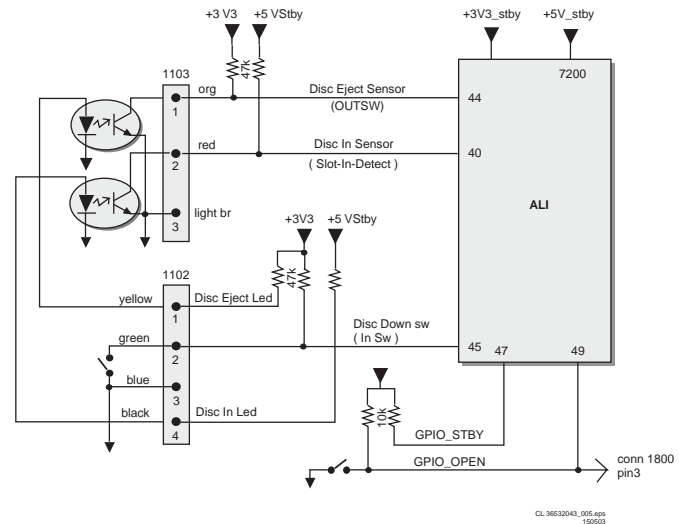 +3 V3
+5 VStby
+3V3_stby
+5V_stby
1103
47k
7200
org
Disc Eject Sensor
(OUTSW)
44
1
red
Disc In Sensor
( Slot-In-Detect )
40
2
ALI
light br
3
+3V3
+5 VStby
1102
47k
yellow
Disc Eject Led
1
green
Disc Down sw
( In Sw )
45
47
49
2
blue
3
black
Disc In Led
4
10k
GPIO_STBY
GPIO_OPEN
conn 1800
pin3
CL 36532043_005.eps
150503